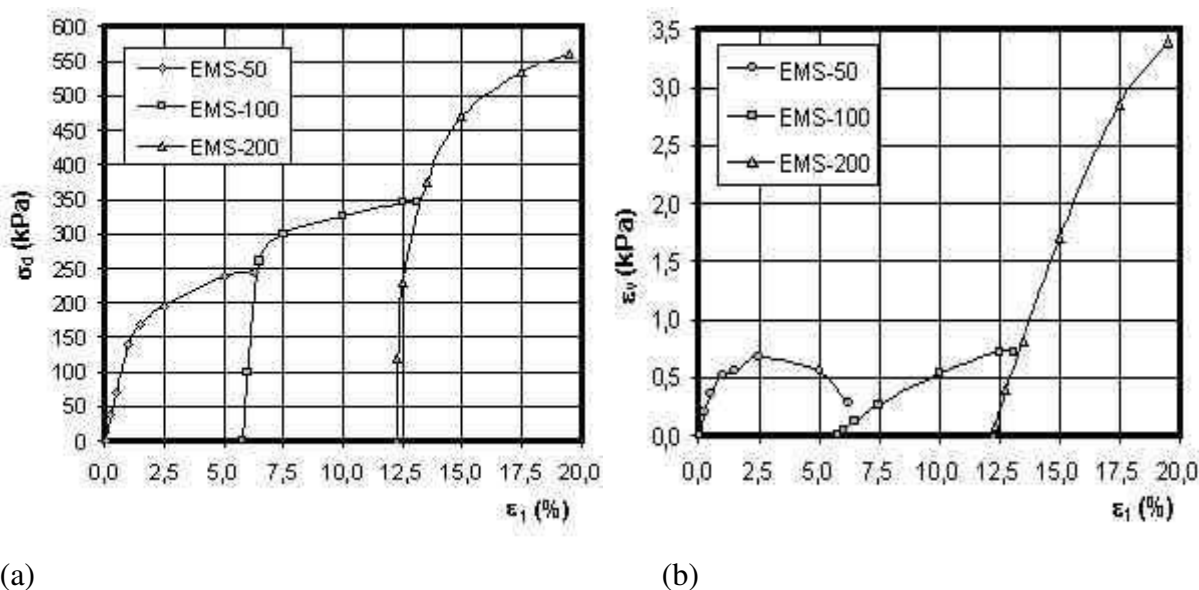 600
550
500
450
400
350
300
250
200
150
100
50
0
σd (kPa)
EMS-50
EMS-100
EMS-200
0,0 2,5 5,0 7,5 10,0 12,5 15,0 17,5 20,0
ε1 (%)
(a)
3,5
3,0
2,5
2,0
1,5
1,0
0,5
0,0
εv (kPa)
EMS-50
EMS-100
EMS-200
0,0 2,5 5,0 7,5 10,0 12,5 15,0 17,5 20,0
ε1 (%)
(b)